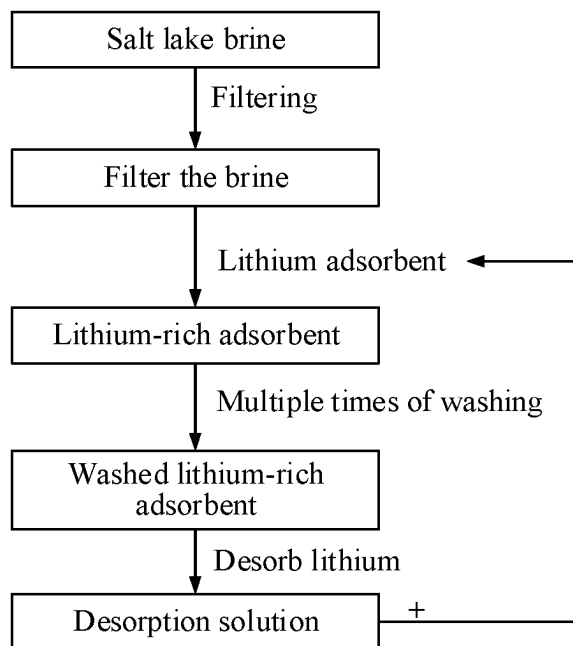 Salt lake brine
Filtering
Filter the brine
Lithium adsorbent
Lithium-rich adsorbent
Multiple times of washing
Washed lithium-rich
adsorbent
Desorb lithium
Desorption solution
+